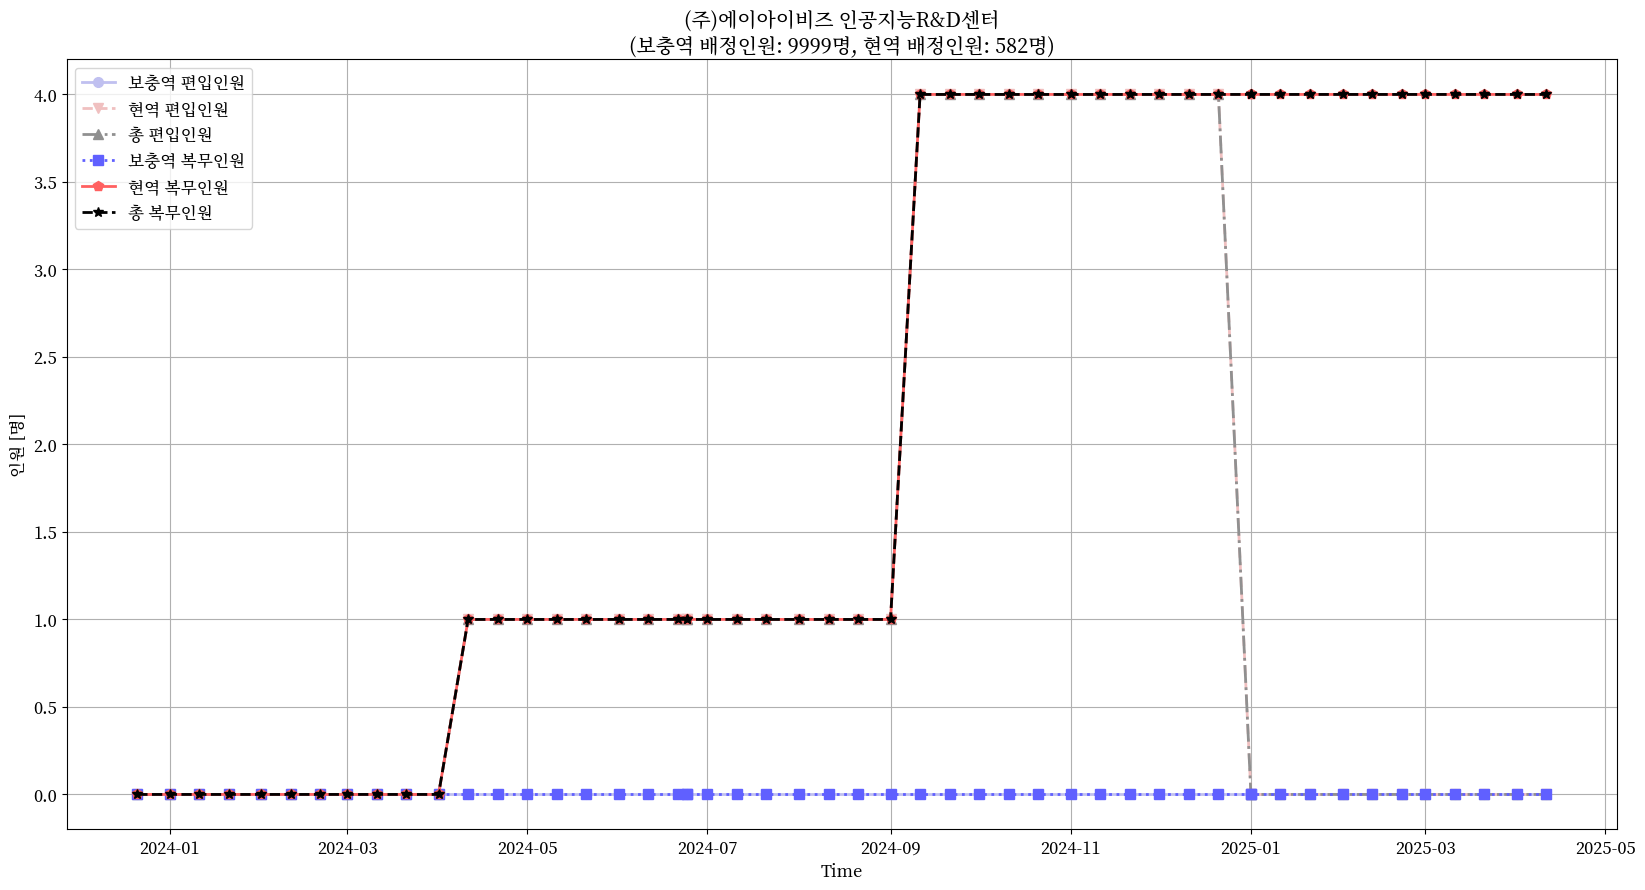 (주)에이아이비즈 인공지능R&D센터
(보충역 배정인원: 9999명, 현역 배정인원: 582명)
보충역 편입인원
현역 편입인원
총 편입인원
보충역 복무인원
현역 복무인원
총 복무인원
4.0
3.5
3.0
2.5
2.0
1.5
1.0
0.5
0.0
인원 [명]
2024-01
2024-03
2024-05
2024-07
2024-09
2024-11
2025-01
2025-03
2025-05
Time